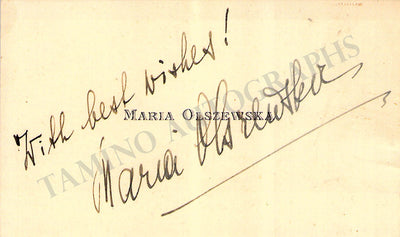 With best wishes!
MARIA OLSZEWSKA
Maria Olszewska
TAMINO AUTOGRAPHS